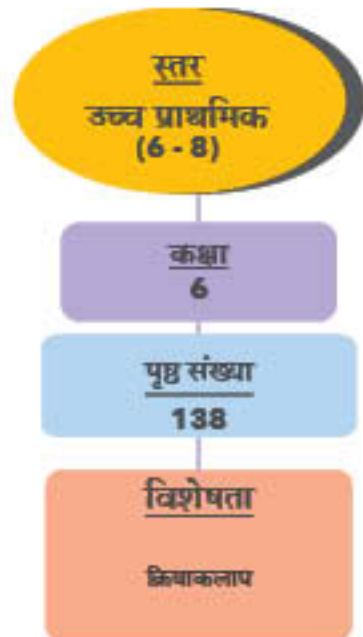 स्तर
उच्च प्राथमिक
(6 - 8)
कक्षा
6
पृष्ठ संख्या
138
विशेषता
क्रियाकलाप